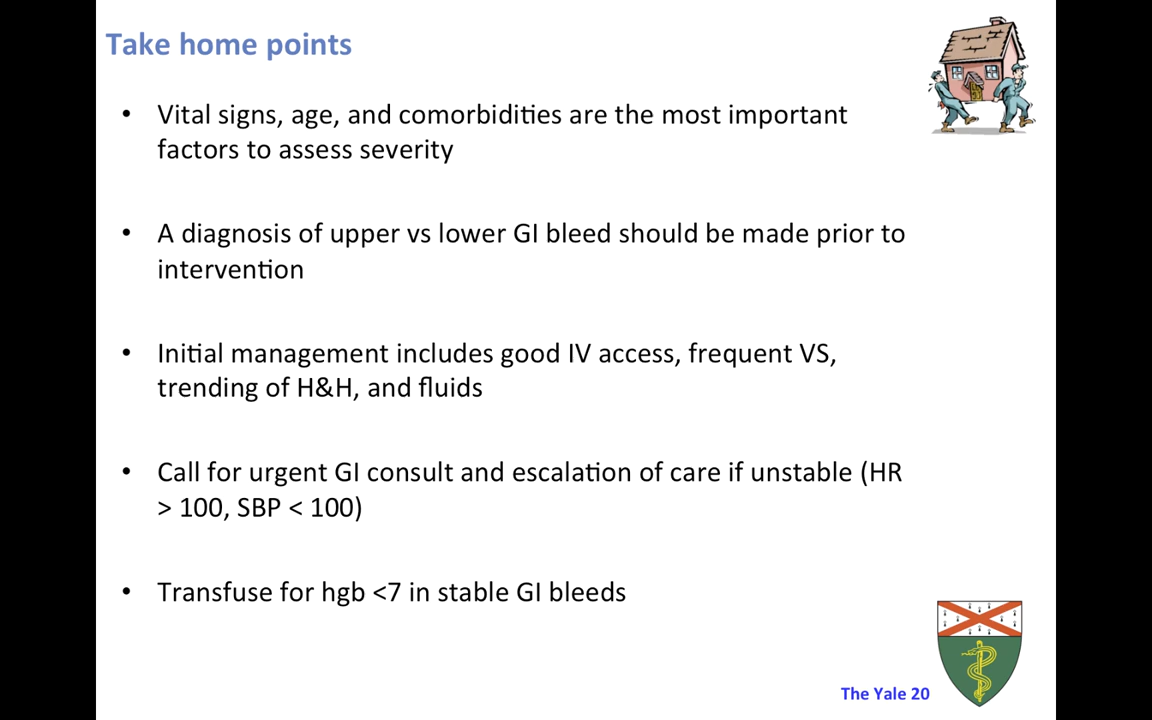 Take home points
• Vital signs, age, and comorbidities are the most important
factors to assess severity
• A diagnosis of upper vs lower GI bleed should be made prior to
intervention
• Initial management includes good IV access, frequent VS,
trending of H&H, and fluids
• Call for urgent GI consult and escalation of care if unstable (HR
> 100, SBP < 100)
• Transfuse for hgb <7 in stable GI bleeds
The Yale 20